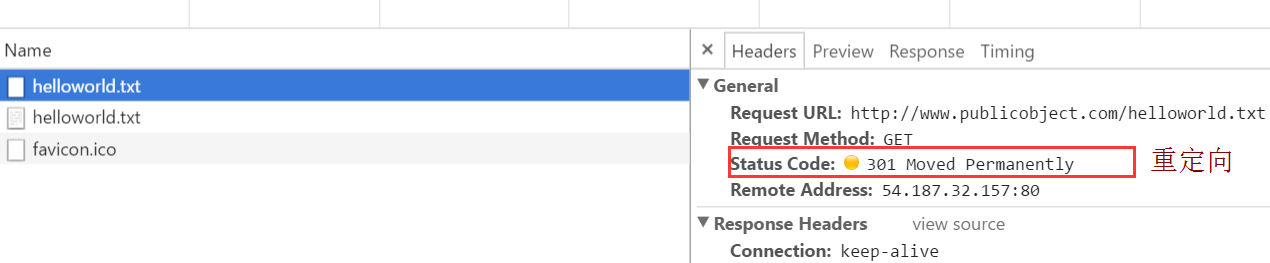 Name
helloworld.txt
helloworld.txt
favicon.ico
× Headers Preview Response Timing
▼ General
Request URL: http://www.publicobject.com/helloworld.txt
Request Method: GET
Status Code: 301 Moved Permanently 重定向
Remote Address: 54.187.32.157:80
▼ Response Headers view source
Connection: keep-alive